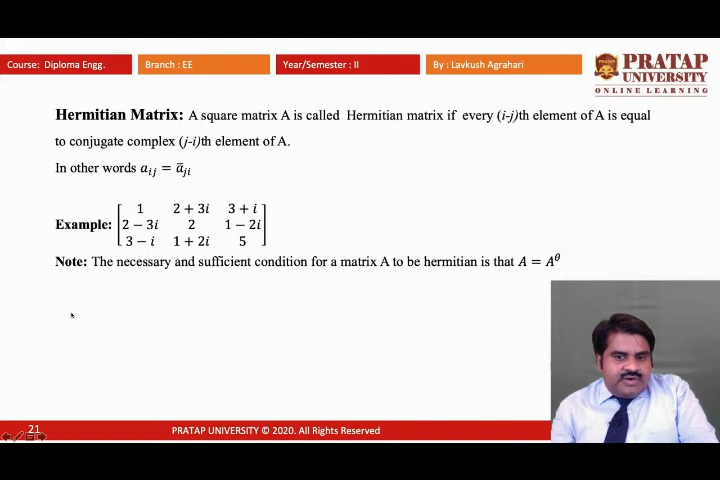 Course: Diploma Engg.
Branch : EE
Year/Semester : II
By : Lavkush Agrahari
PRATAP
UNIVERSITY
ONLINE LEARNING
Hermitian Matrix: A square matrix A is called Hermitian matrix if every (i-j)th element of A is equal
to conjugate complex (j-i)th element of A.
In other words aᵢⱼ = āⱼᵢ
1 2 + 3i 3 + i
Example: 2 − 3i 2 1 − 2i
3 − i 1 + 2i 5
Note: The necessary and sufficient condition for a matrix A to be hermitian is that A = A^θ
21
PRATAP UNIVERSITY © 2020. All Rights Reserved